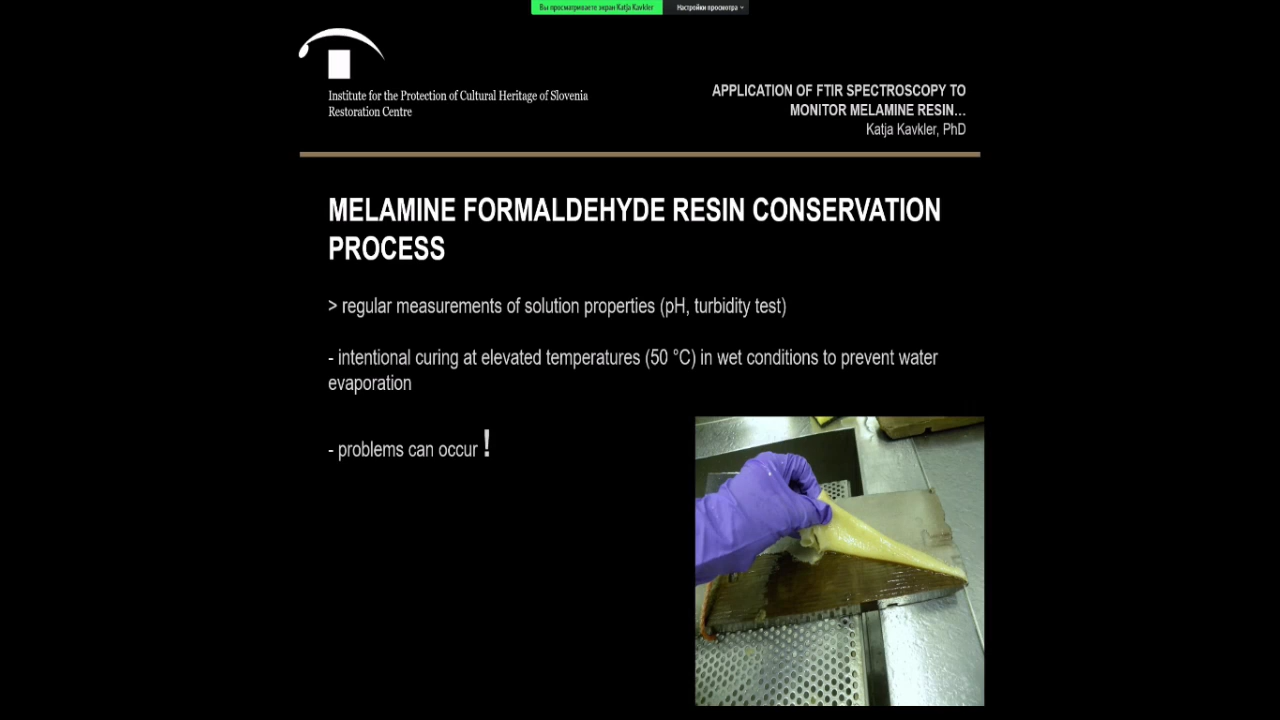 Вы просматриваете экран Katja Kavkler
Настройки просмотра
Institute for the Protection of Cultural Heritage of Slovenia
Restoration Centre
APPLICATION OF FTIR SPECTROSCOPY TO
MONITOR MELAMINE RESIN…
Katja Kavkler, PhD
MELAMINE FORMALDEHYDE RESIN CONSERVATION
PROCESS
> regular measurements of solution properties (pH, turbidity test)
- intentional curing at elevated temperatures (50 °C) in wet conditions to prevent water
evaporation
- problems can occur !